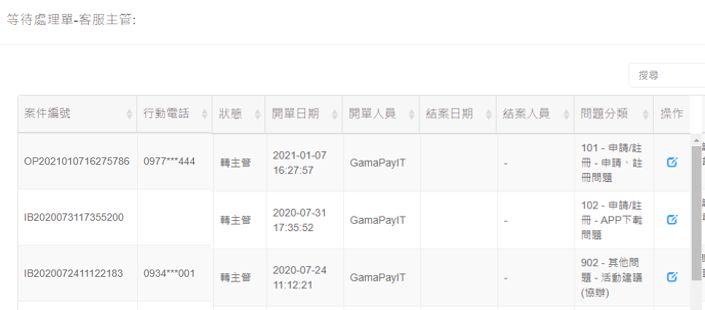 等待處理單-客服主管:
搜尋
案件編號 行動電話 狀態 開單日期 開單人員 結案日期 結案人員 問題分類 操作
OP2021010716275786 0977***444 轉主管 2021-01-07 16:27:57 GamaPayIT - 101 - 申請/註冊 - 申請、註冊問題
IB2020073117355200 轉主管 2020-07-31 17:35:52 GamaPayIT - 102 - 申請/註冊 - APP下載問題
IB2020072411122183 0934***001 轉主管 2020-07-24 11:12:21 GamaPayIT - 902 - 其他問題 - 活動建議(協辦)